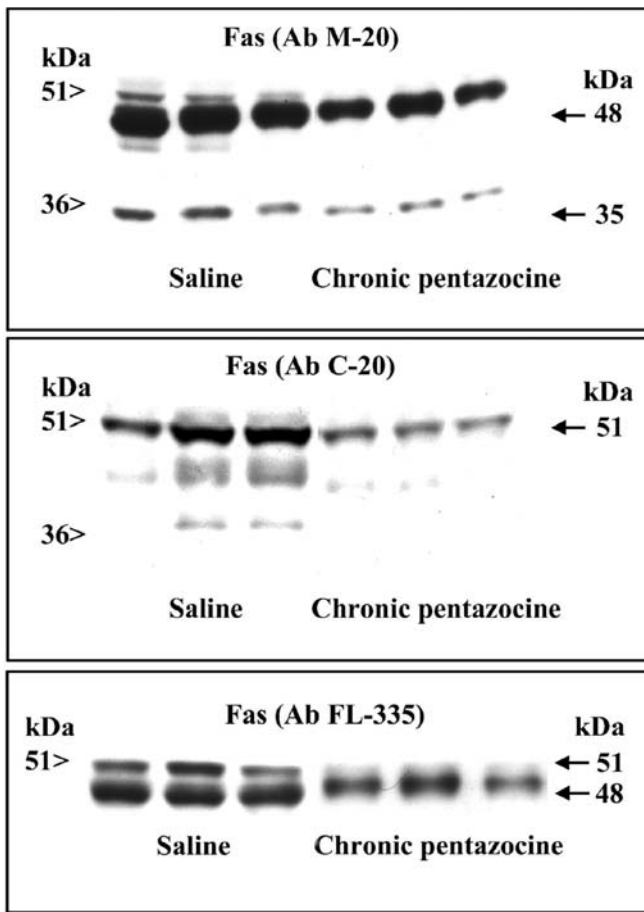 Fas (Ab M-20)
kDa
kDa
51>
← 48
36>
← 35
Saline Chronic pentazocine
Fas (Ab C-20)
kDa
kDa
51>
← 51
36>
Saline Chronic pentazocine
Fas (Ab FL-335)
kDa
kDa
51>
← 51
← 48
Saline Chronic pentazocine